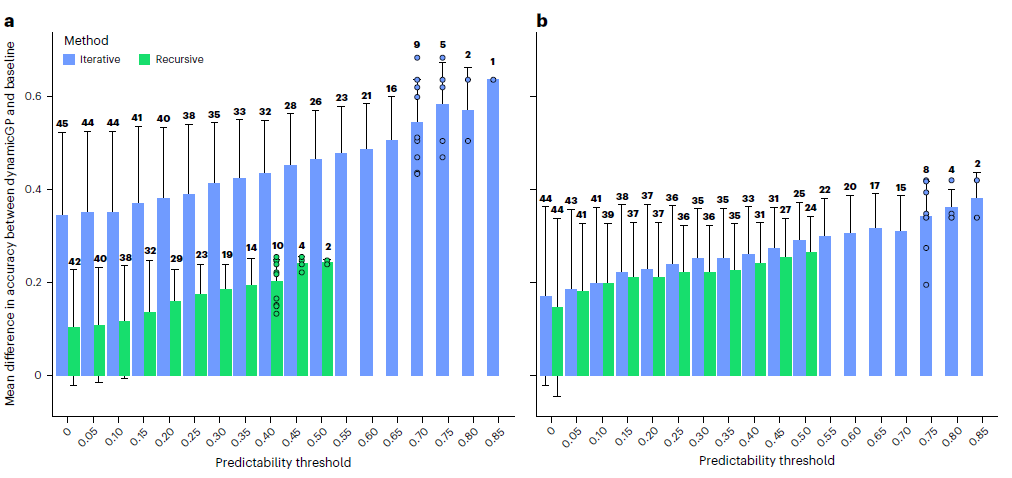 a
b
Method
Iterative
Recursive
Mean difference in accuracy between dynamicGP and baseline
0.6
0.4
0.2
0
45 44 44 41 40 38 35 33 32 28 26 23 21 16 9 5 2 1
42 40 38 32 29 23 19 14 10 4 2
0 0.05 0.10 0.15 0.20 0.25 0.30 0.35 0.40 0.45 0.50 0.55 0.60 0.65 0.70 0.75 0.80 0.85
Predictability threshold
44 43 41 38 37 36 35 35 33 31 25 22 20 17 15 8 4 2
44 41 39 37 37 36 36 35 31 27 24
0 0.05 0.10 0.15 0.20 0.25 0.30 0.35 0.40 0.45 0.50 0.55 0.60 0.65 0.70 0.75 0.80 0.85
Predictability threshold